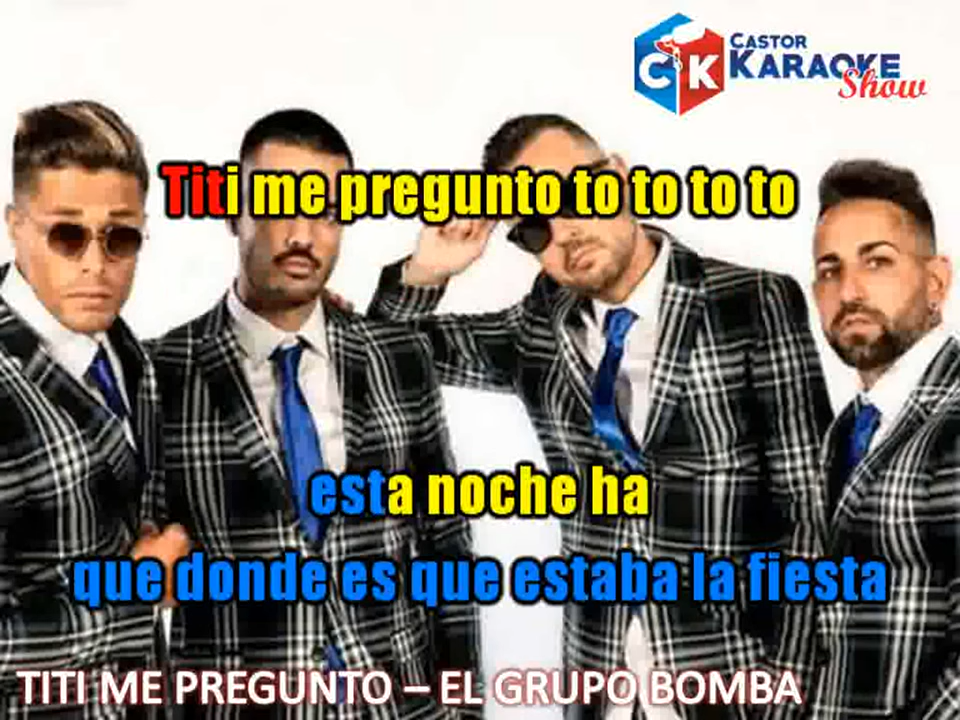 CASTOR
CK KARAOKE
Show
Titi me pregunto to to to to
esta noche ha
que donde es que estaba la fiesta
TITI ME PREGUNTO – EL GRUPO BOMBA